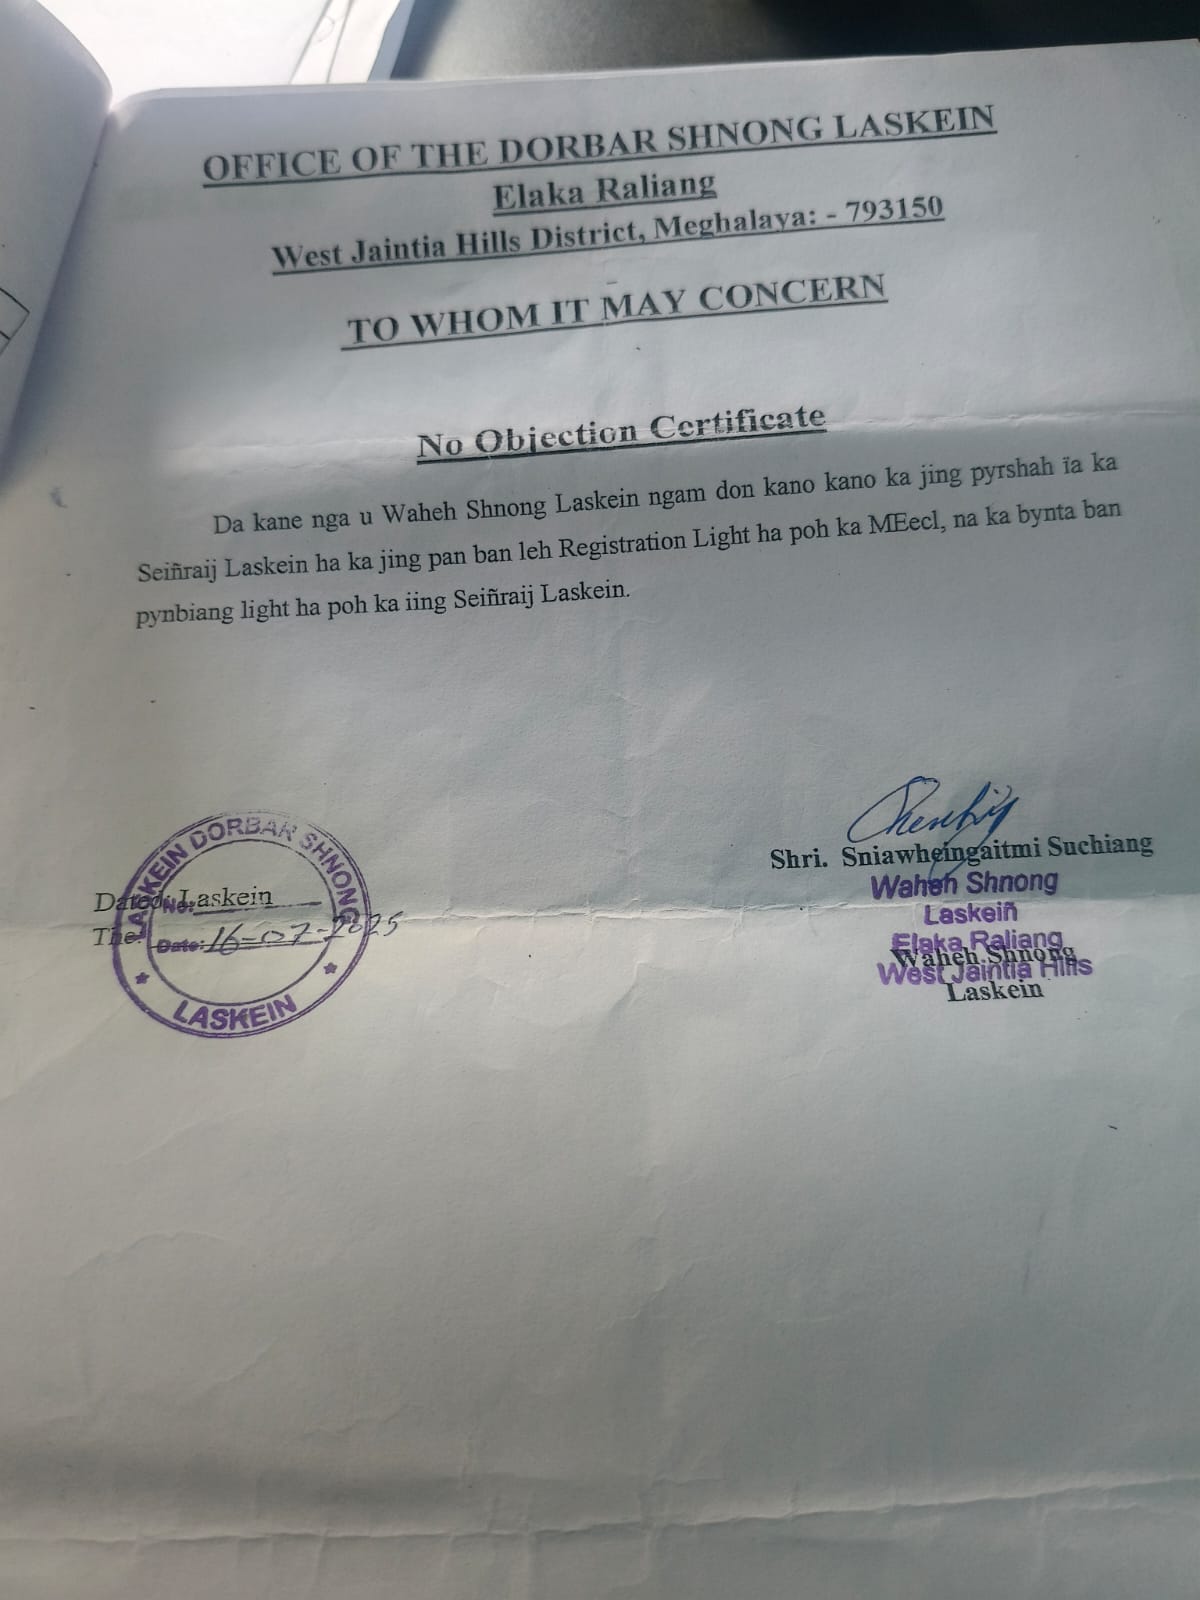 OFFICE OF THE DORBAR SHNONG LASKEIN
Elaka Raliang
West Jaintia Hills District, Meghalaya: - 793150
TO WHOM IT MAY CONCERN
No Objection Certificate
Da kane nga u Waheh Shnong Laskein ngam don kano kano ka jing pyrshah ïa ka
Seiñraij Laskein ha ka jing pan ban leh Registration Light ha poh ka MEecl, na ka bynta ban
pynbiang light ha poh ka iing Seiñraij Laskein.
Shri. Sniawheingaitmi Suchiang
Waheh Shnong
Laskeiñ
Elaka Raliang
West Jaintia Hills
Waheh Shnong
Laskein
Dated: Laskein
The
LASKEIN DORBAR SHNONG
No:
Date: 16-07-2025
LASKEIN